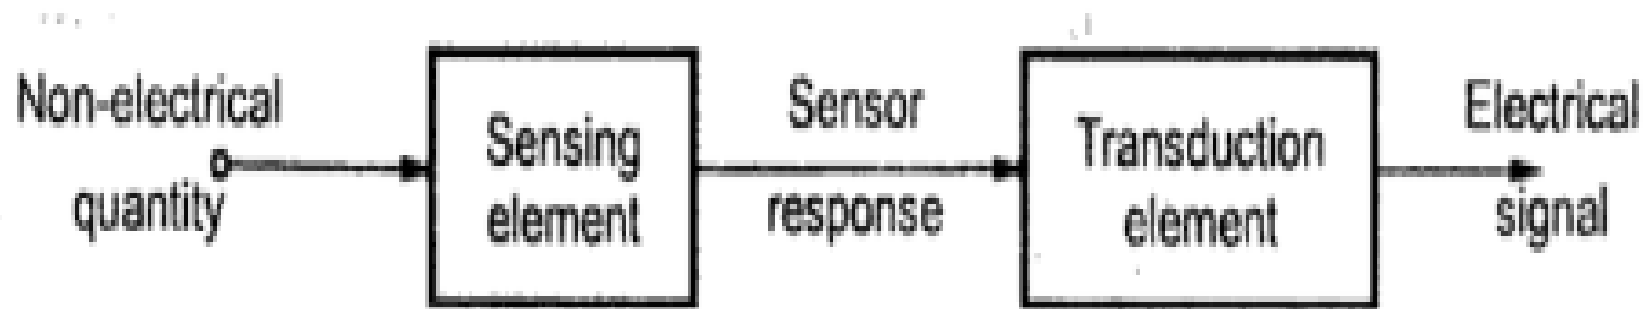 Non-electrical
quantity
Sensing
element
Sensor
response
Transduction
element
Electrical
signal